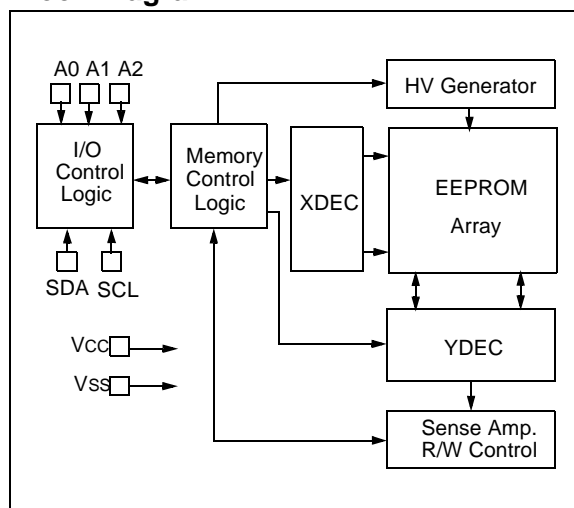 A0 A1 A2
I/O
Control
Logic
Memory
Control
Logic
XDEC
HV Generator
EEPROM
Array
SDA SCL
VCC
VSS
YDEC
Sense Amp.
R/W Control